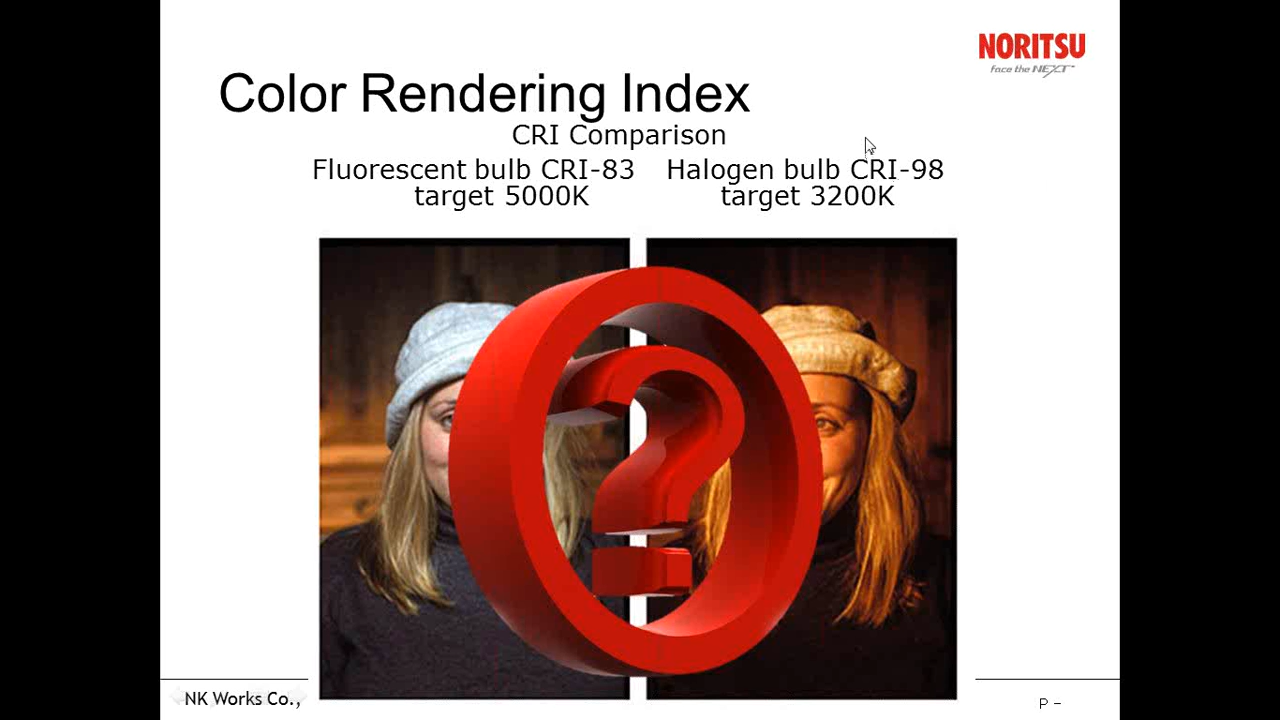 NORITSU
face the NEXT™
Color Rendering Index
CRI Comparison
Fluorescent bulb CRI-83 Halogen bulb CRI-98
target 5000K target 3200K
?
NK Works Co.,
P –